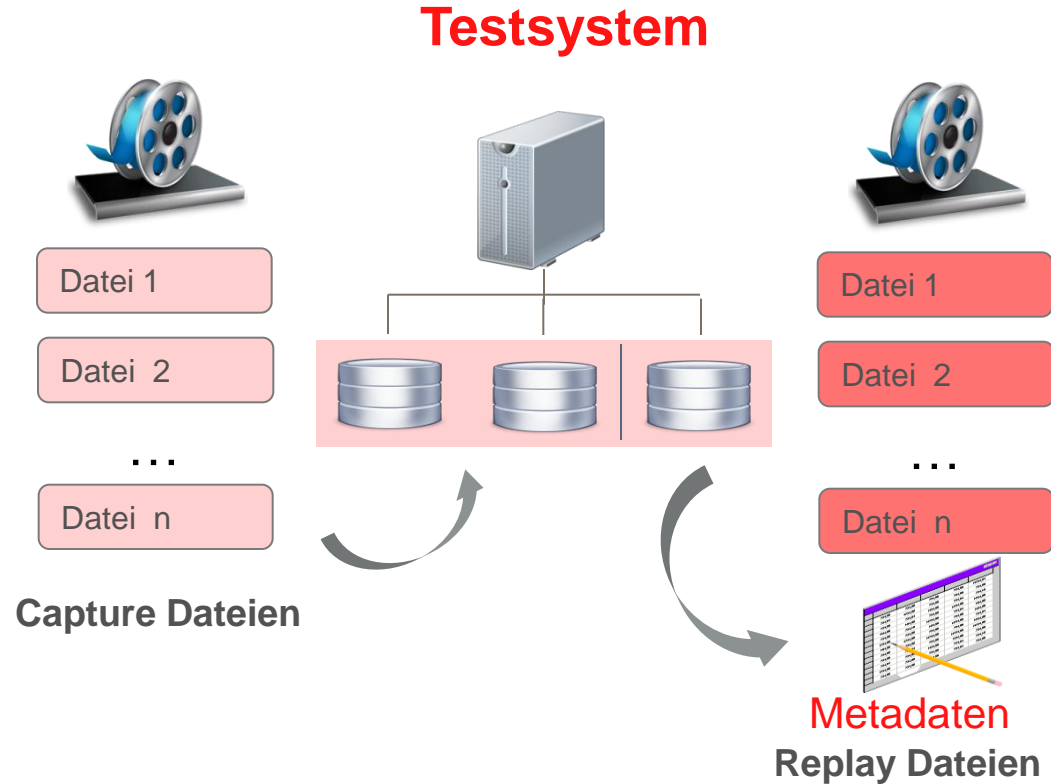 Testsystem
Datei 1
Datei 2
...
Datei n
Capture Dateien
Datei 1
Datei 2
...
Datei n
Metadaten
Replay Dateien